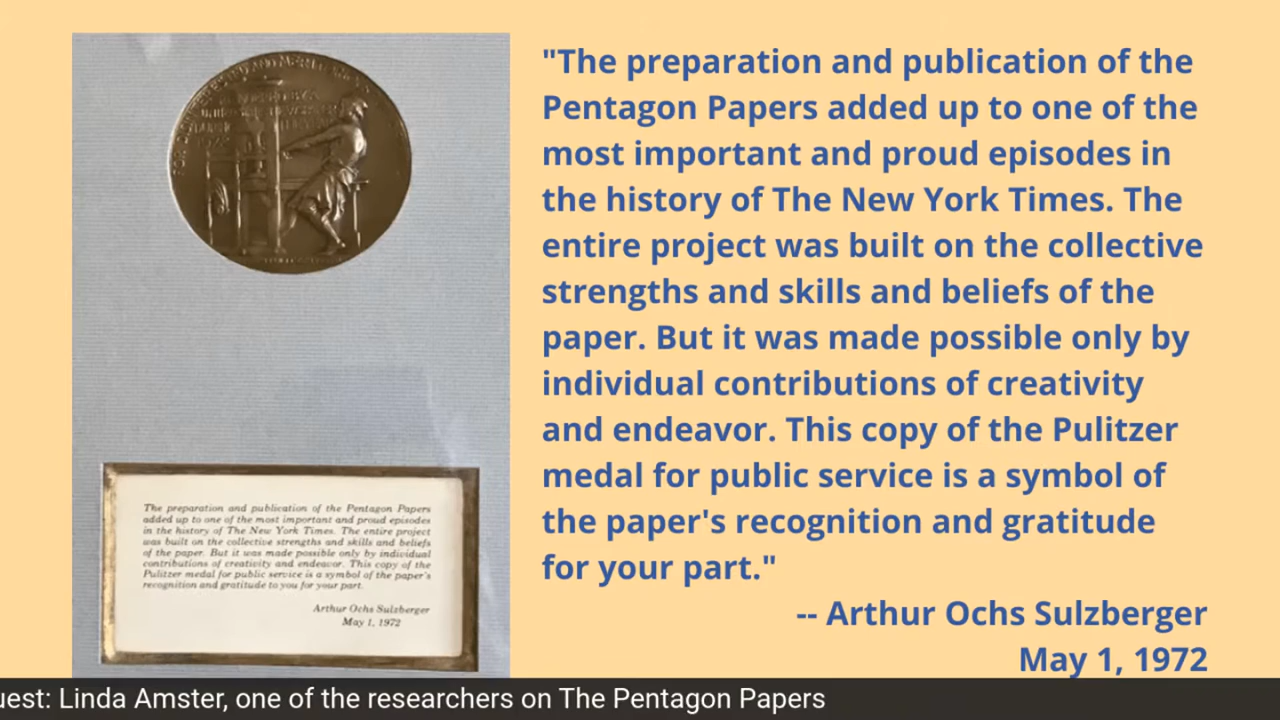 "The preparation and publication of the
Pentagon Papers added up to one of the
most important and proud episodes in
the history of The New York Times. The
entire project was built on the collective
strengths and skills and beliefs of the
paper. But it was made possible only by
individual contributions of creativity
and endeavor. This copy of the Pulitzer
medal for public service is a symbol of
the paper's recognition and gratitude
for your part."
-- Arthur Ochs Sulzberger
May 1, 1972
The preparation and publication of the Pentagon Papers
added up to one of the most important and proud episodes
in the history of The New York Times. The entire project
was built on the collective strengths and skills and beliefs
of the paper. But it was made possible only by individual
contributions of creativity and endeavor. This copy of the
Pulitzer medal for public service is a symbol of the paper's
recognition and gratitude to you for your part.
Arthur Ochs Sulzberger
May 1, 1972
uest: Linda Amster, one of the researchers on The Pentagon Papers